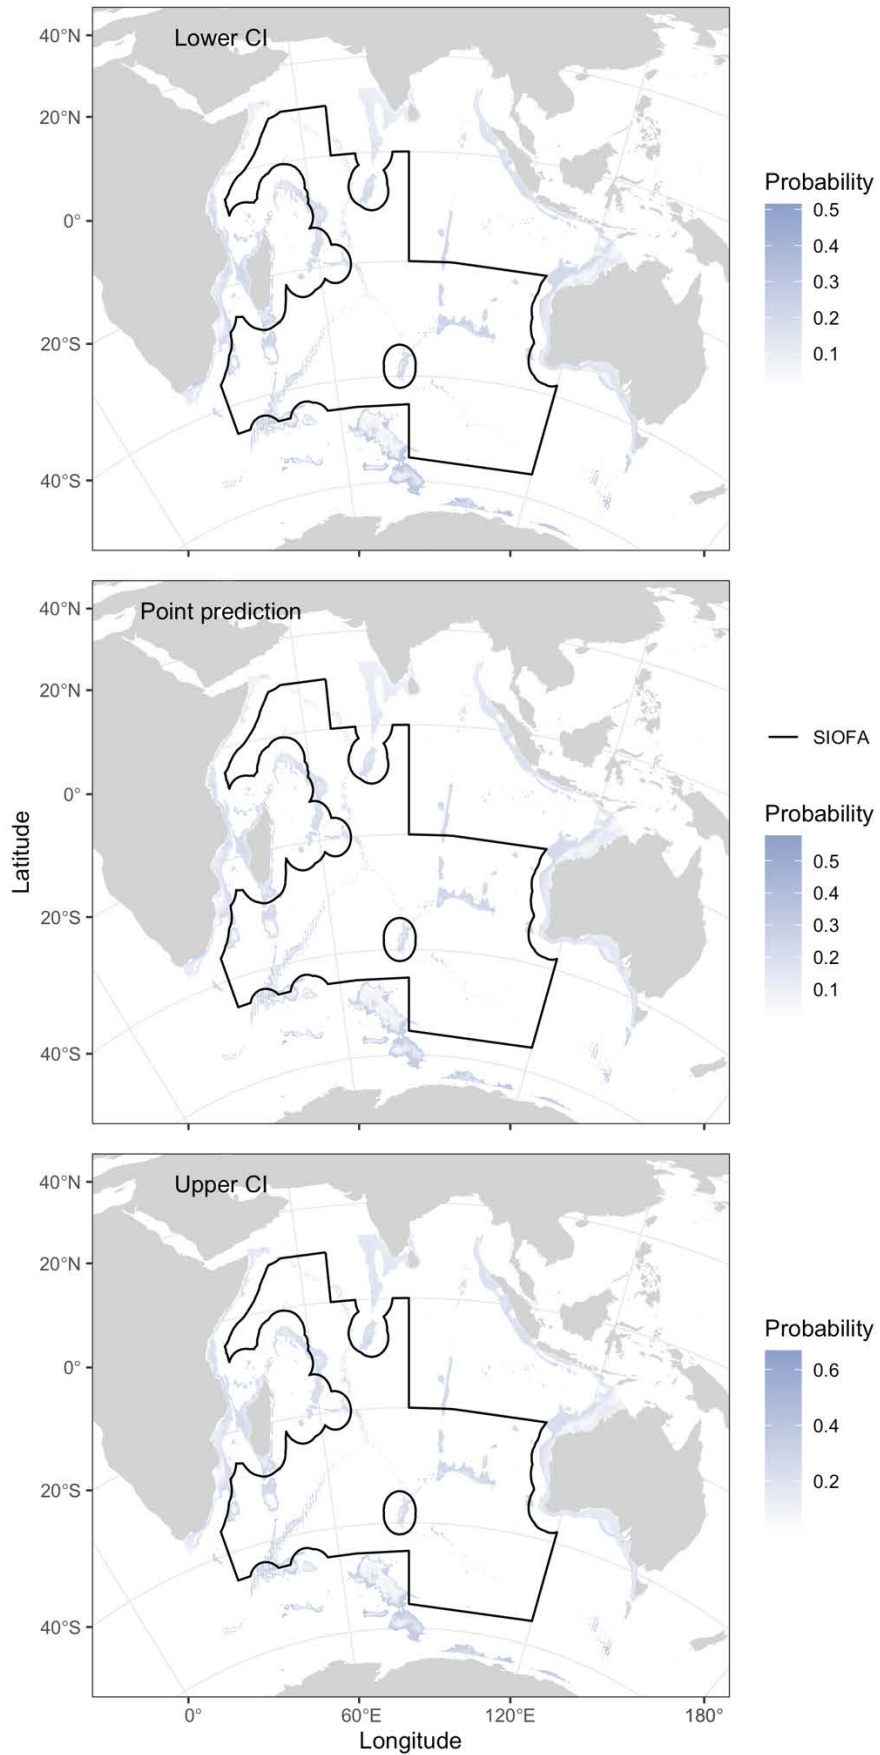 Lower CI
40°N
20°N
0°
20°S
40°S
Probability
0.5
0.4
0.3
0.2
0.1
Point prediction
40°N
20°N
0°
20°S
40°S
Latitude
SIOFA
Probability
0.5
0.4
0.3
0.2
0.1
Upper CI
40°N
20°N
0°
20°S
40°S
Probability
0.6
0.4
0.2
0°
60°E
120°E
180°
Longitude